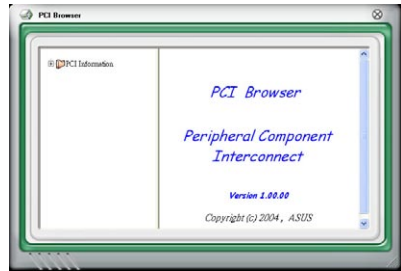 PCI Browser
PCI Information
PCI Browser
Peripheral Component
Interconnect
Version 1.00.00
Copyright (c) 2004, ASUS